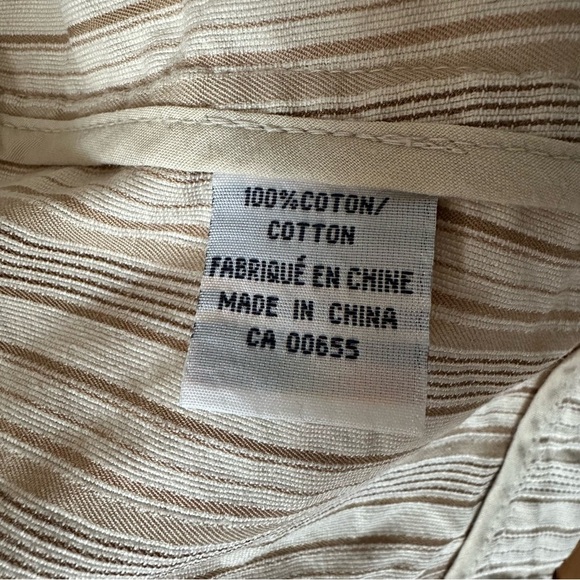 100%COTON/
COTTON
FABRIQUÉ EN CHINE
MADE IN CHINA
CA 00655